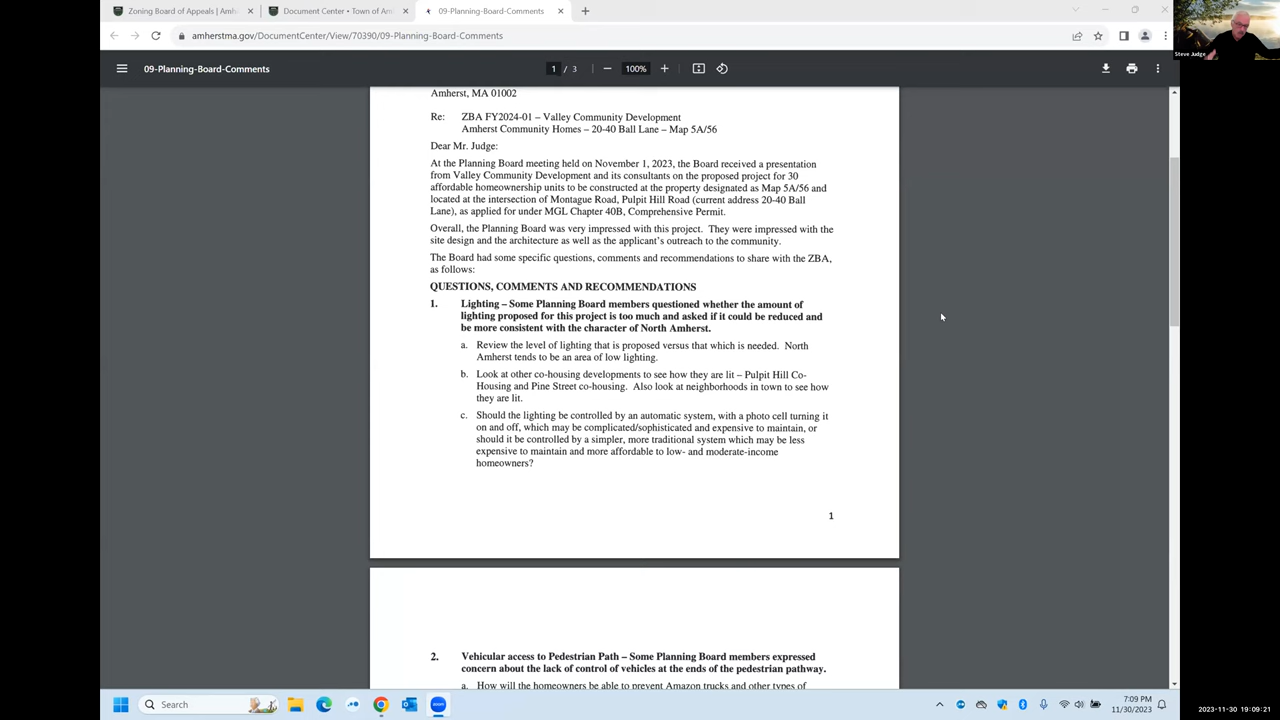 Zoning Board of Appeals | Amh
Document Center • Town of Am
09-Planning-Board-Comments
amherstma.gov/DocumentCenter/View/70390/09-Planning-Board-Comments
09-Planning-Board-Comments
1 / 3
100%
Steve Judge
Amherst, MA 01002
Re: ZBA FY2024-01 – Valley Community Development
Amherst Community Homes – 20-40 Ball Lane – Map 5A/56
Dear Mr. Judge:
At the Planning Board meeting held on November 1, 2023, the Board received a presentation
from Valley Community Development and its consultants on the proposed project for 30
affordable homeownership units to be constructed at the property designated as Map 5A/56 and
located at the intersection of Montague Road, Pulpit Hill Road (current address 20-40 Ball
Lane), as applied for under MGL Chapter 40B, Comprehensive Permit.
Overall, the Planning Board was very impressed with this project. They were impressed with the
site design and the architecture as well as the applicant's outreach to the community.
The Board had some specific questions, comments and recommendations to share with the ZBA,
as follows:
QUESTIONS, COMMENTS AND RECOMMENDATIONS
1. Lighting – Some Planning Board members questioned whether the amount of
lighting proposed for this project is too much and asked if it could be reduced and
be more consistent with the character of North Amherst.
a. Review the level of lighting that is proposed versus that which is needed. North
Amherst tends to be an area of low lighting.
b. Look at other co-housing developments to see how they are lit – Pulpit Hill Co-
Housing and Pine Street co-housing. Also look at neighborhoods in town to see how
they are lit.
c. Should the lighting be controlled by an automatic system, with a photo cell turning it
on and off, which may be complicated/sophisticated and expensive to maintain, or
should it be controlled by a simpler, more traditional system which may be less
expensive to maintain and more affordable to low- and moderate-income
homeowners?
1
2. Vehicular access to Pedestrian Path – Some Planning Board members expressed
concern about the lack of control of vehicles at the ends of the pedestrian pathway.
a. How will the homeowners be able to prevent Amazon trucks and other types of
Search
zoom
7:09 PM
11/30/2023
2023-11-30 19:09:21